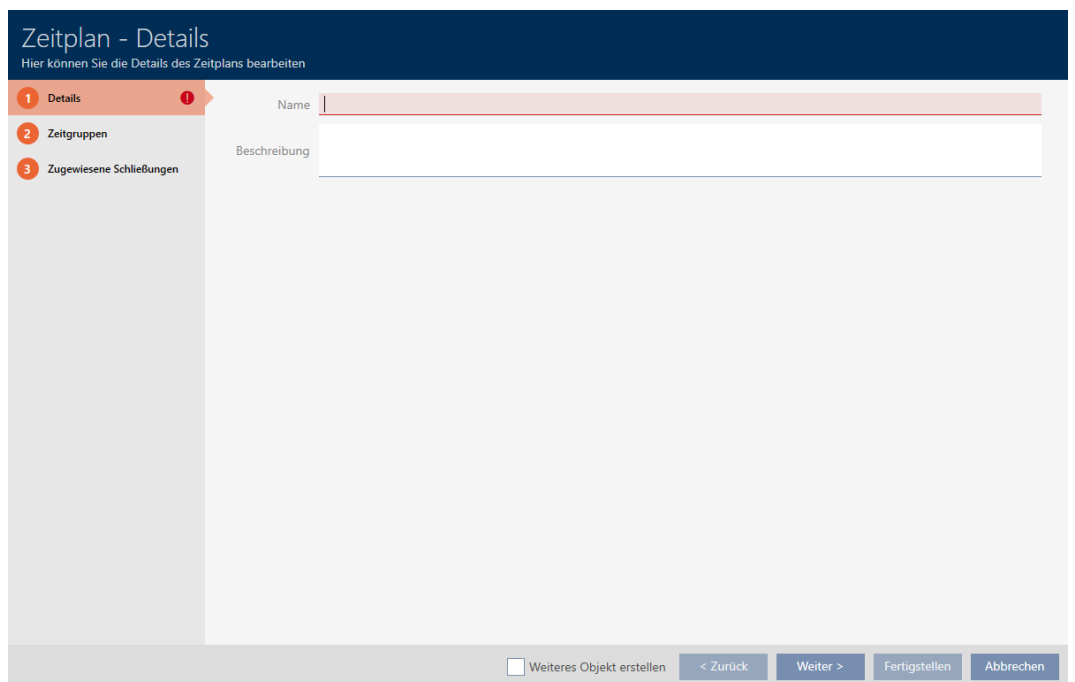 Zeitplan - Details
Hier können Sie die Details des Zeitplans bearbeiten
1 Details !
2 Zeitgruppen
3 Zugewiesene Schließungen
Name
Beschreibung
Weiteres Objekt erstellen < Zurück Weiter > Fertigstellen Abbrechen